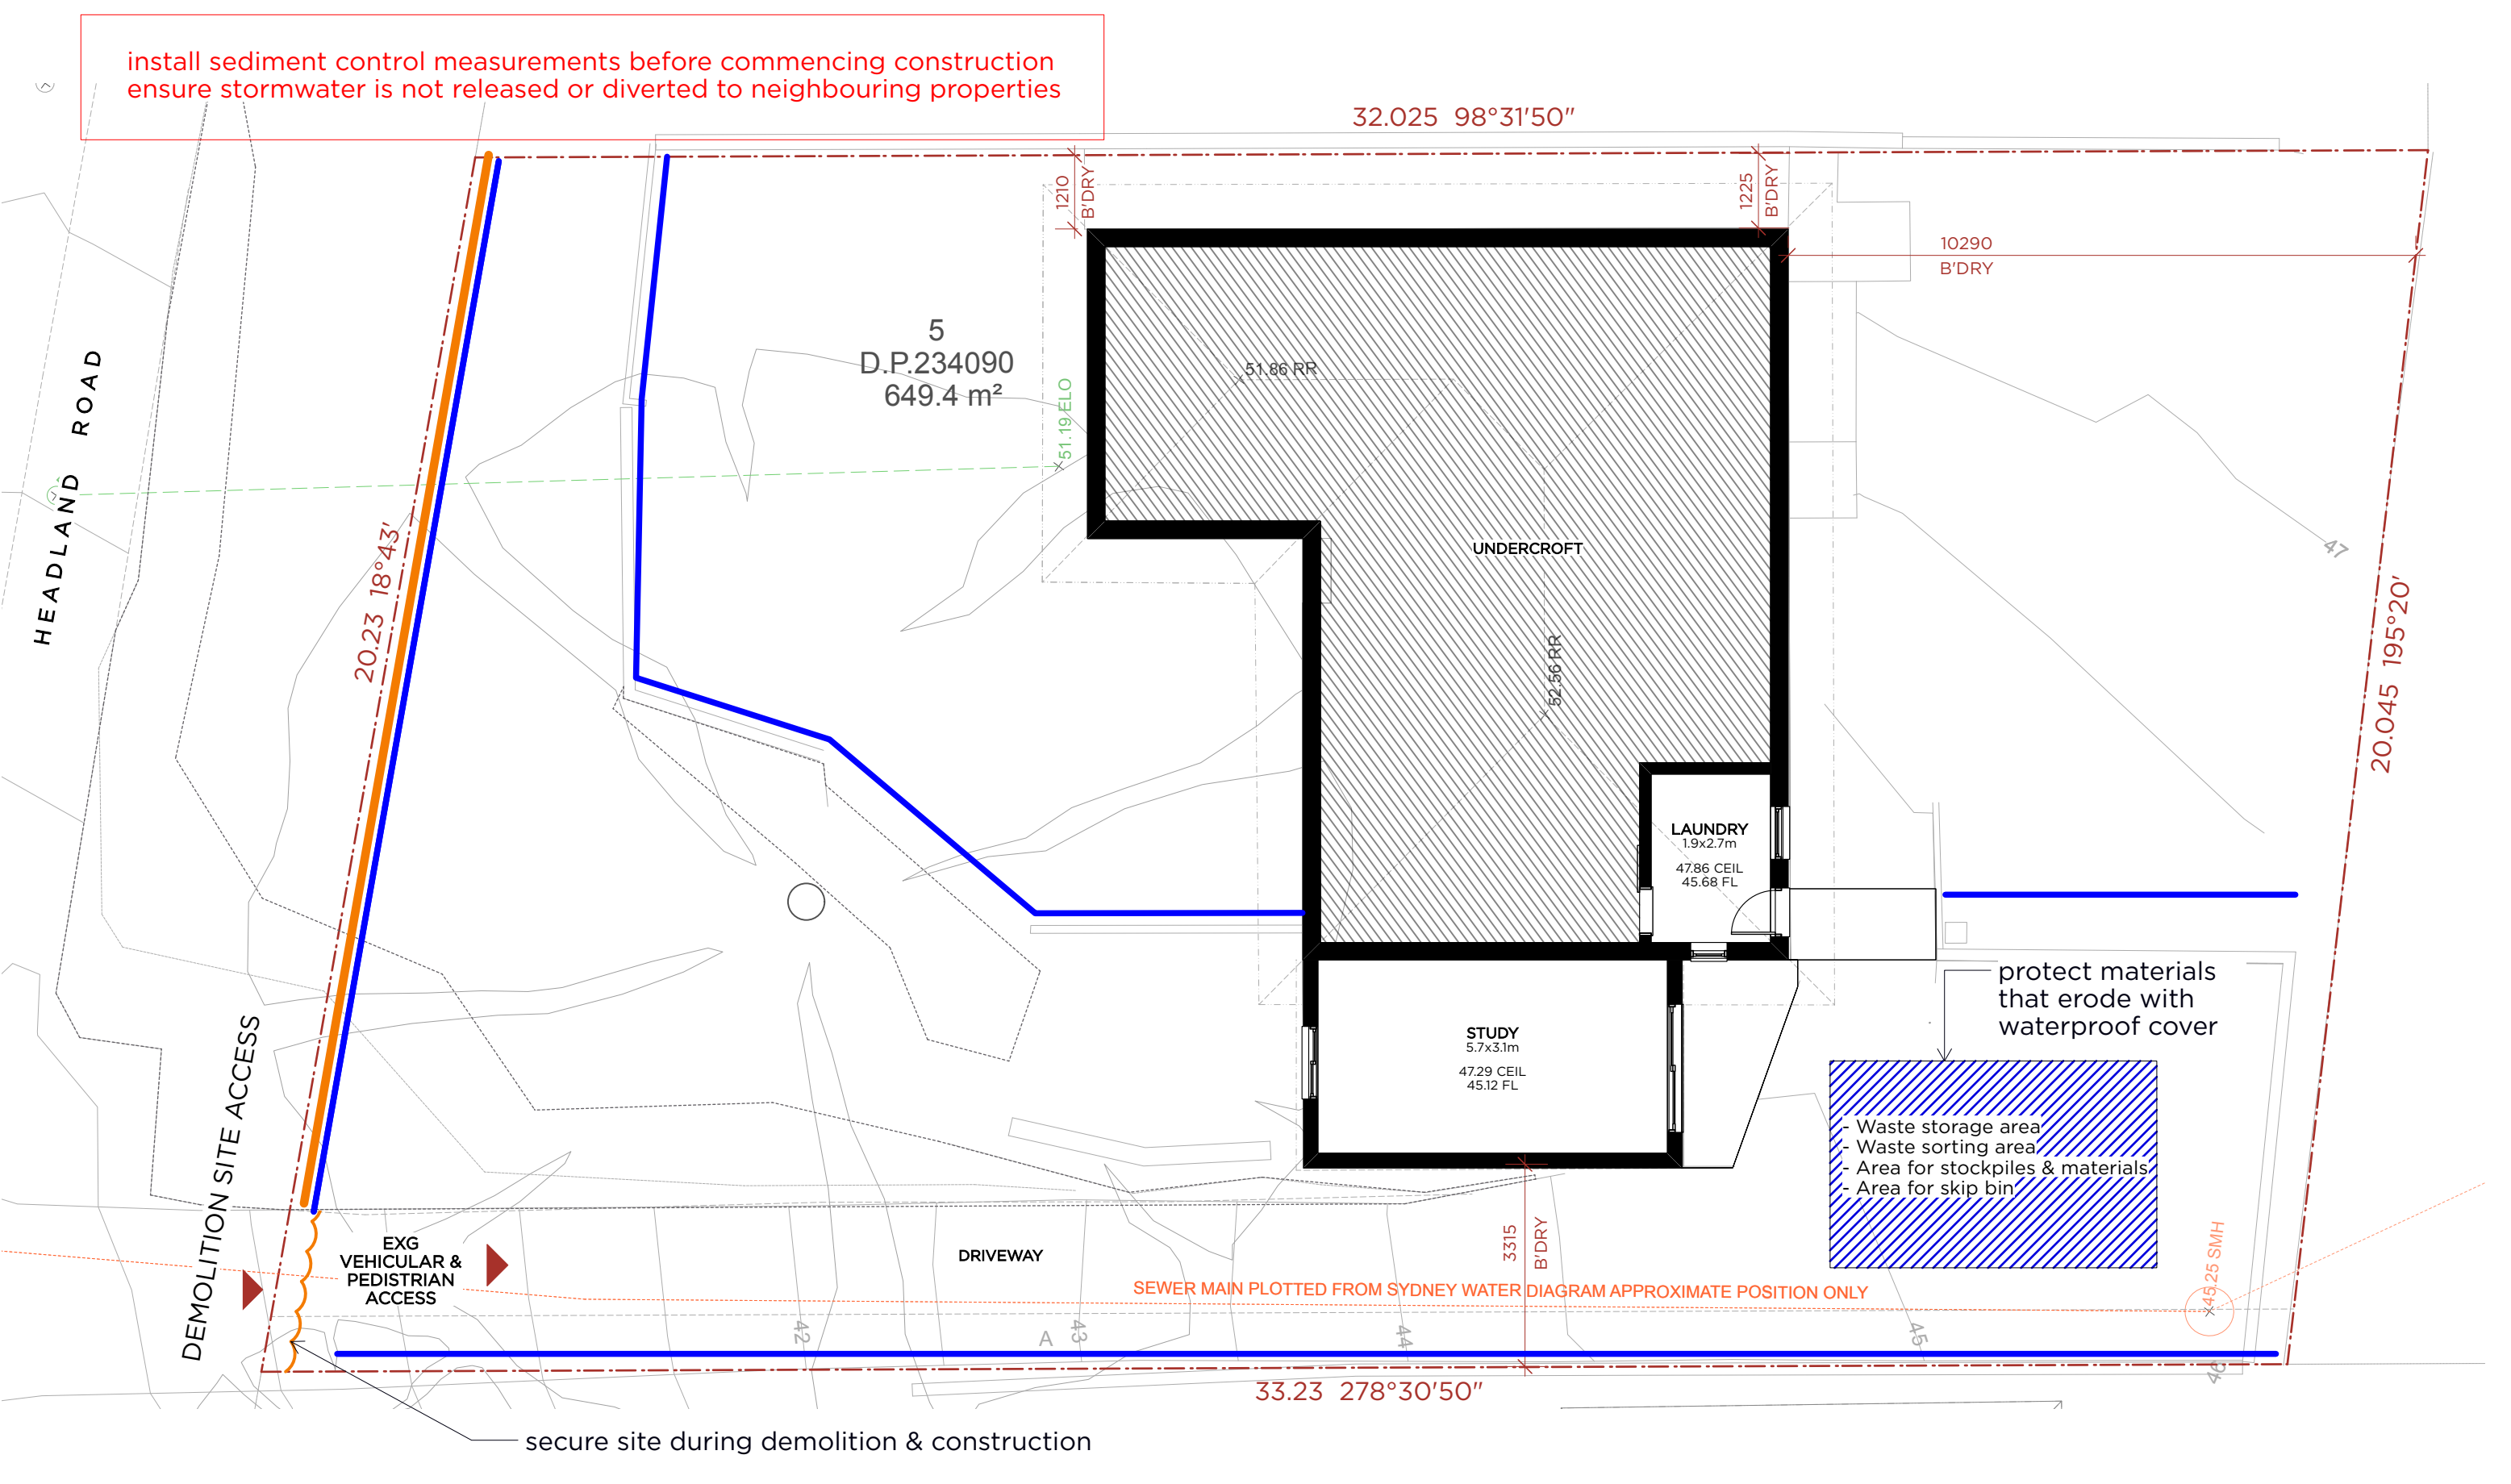 install sediment control measurements before commencing construction
ensure stormwater is not released or diverted to neighbouring properties
32.025 98°31'50"
1210
B'DRY
1225
B'DRY
10290
B'DRY
5
D.P.234090
649.4 m²
51.19 ELO
51.86 RR
HEADLAND ROAD
20.23 18°43'
UNDERCROFT
47
52.56 RR
20.045 195°20'
LAUNDRY
1.9x2.7m
47.86 CEIL
45.68 FL
protect materials
that erode with
waterproof cover
STUDY
5.7x3.1m
47.29 CEIL
45.12 FL
- Waste storage area
- Waste sorting area
- Area for stockpiles & materials
- Area for skip bin
DEMOLITION SITE ACCESS
EXG
VEHICULAR &
PEDISTRIAN
ACCESS
DRIVEWAY
3315
B'DRY
45.25 SMH
SEWER MAIN PLOTTED FROM SYDNEY WATER DIAGRAM APPROXIMATE POSITION ONLY
42
A
43
44
45
46
33.23 278°30'50"
secure site during demolition & construction